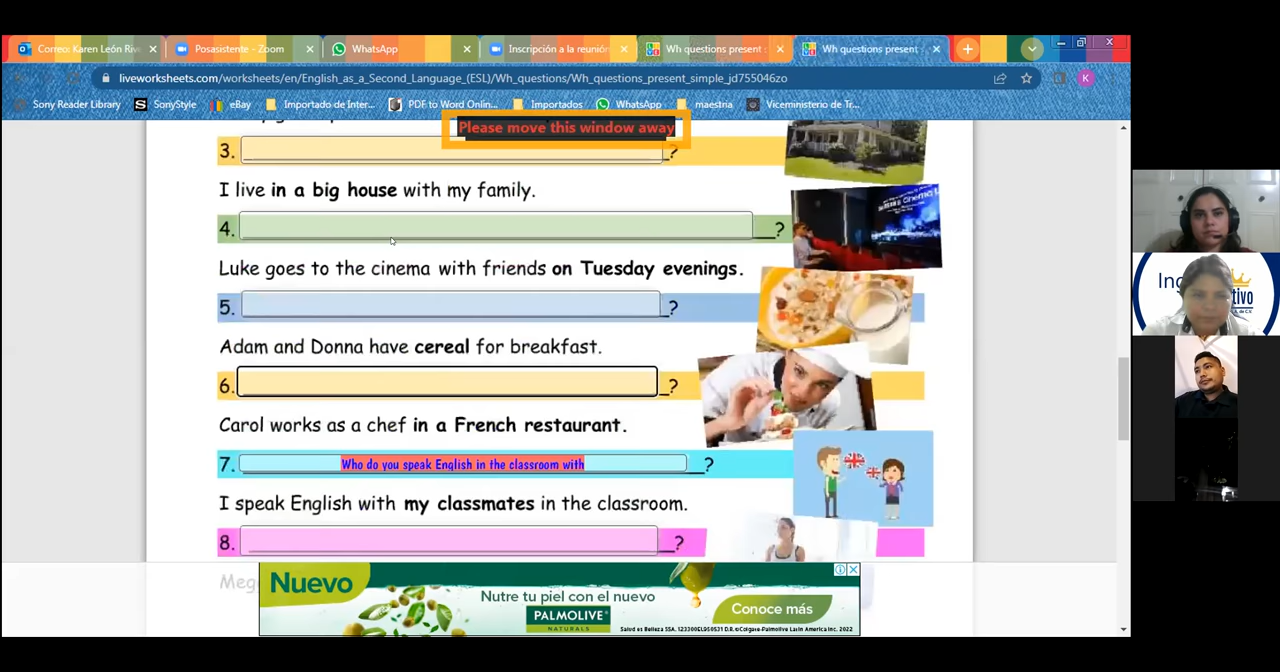 Correo: Karen León Rive
Posasistente - Zoom
WhatsApp
Inscripción a la reunión
Wh questions present s
Wh questions present
liveworksheets.com/worksheets/en/English_as_a_Second_Language_(ESL)/Wh_questions/Wh_questions_present_simple_jd755046zo
K
Sony Reader Library
S SonyStyle
eBay
Importado de Inter...
PDF to Word Onlin...
Importados
WhatsApp
maestria
Viceministerio de Tr...
Please move this window away
3. ?
I live in a big house with my family.
4. ?
Luke goes to the cinema with friends on Tuesday evenings.
5. ?
Adam and Donna have cereal for breakfast.
6. ?
Carol works as a chef in a French restaurant.
7. Who do you speak English in the classroom with ?
I speak English with my classmates in the classroom.
8. ?
Nuevo
Nutre tu piel con el nuevo
PALMOLIVE
NATURALS
Conoce más